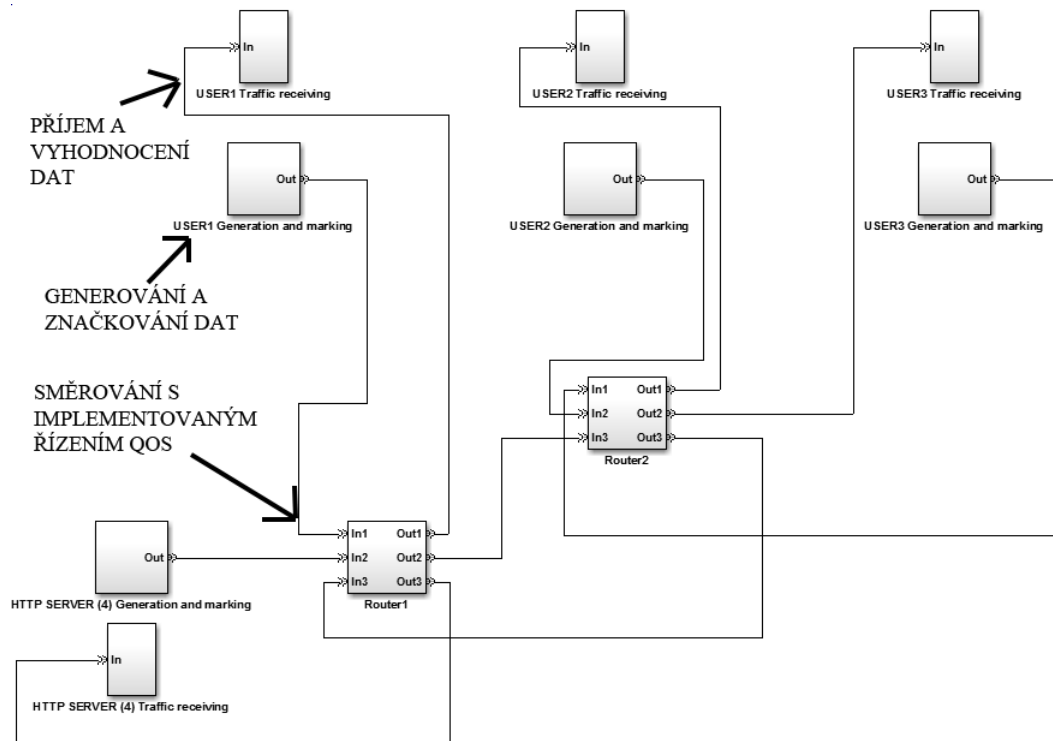 In
In
In
USER1 Traffic receiving
USER2 Traffic receiving
USER3 Traffic receiving
PŘÍJEM A
VYHODNOCENÍ
DAT
Out
Out
Out
USER1 Generation and marking
USER2 Generation and marking
USER3 Generation and marking
GENEROVÁNÍ A
ZNAČKOVÁNÍ DAT
SMĚROVÁNÍ S
IMPLEMENTOVANÝM
ŘÍZENÍM QOS
In1 Out1
In2 Out2
In3 Out3
Router2
In1 Out1
In2 Out2
In3 Out3
Router1
Out
HTTP SERVER (4) Generation and marking
In
HTTP SERVER (4) Traffic receiving